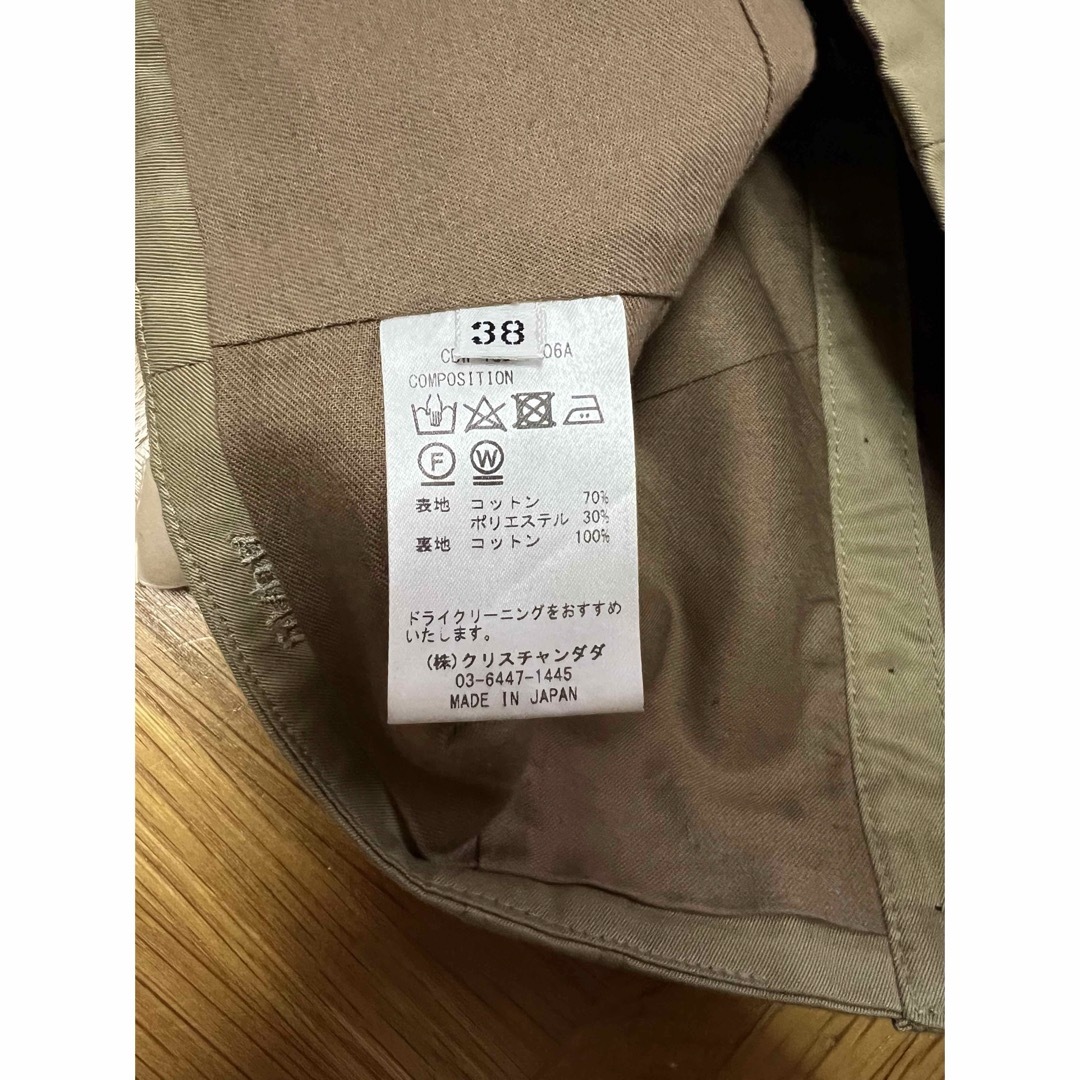 38
06A
COMPOSITION
F W
表地 コットン 70%
ポリエステル 30%
裏地 コットン 100%
ドライクリーニングをおすすめ
いたします。
(株)クリスチャンダダ
03-6447-1445
MADE IN JAPAN